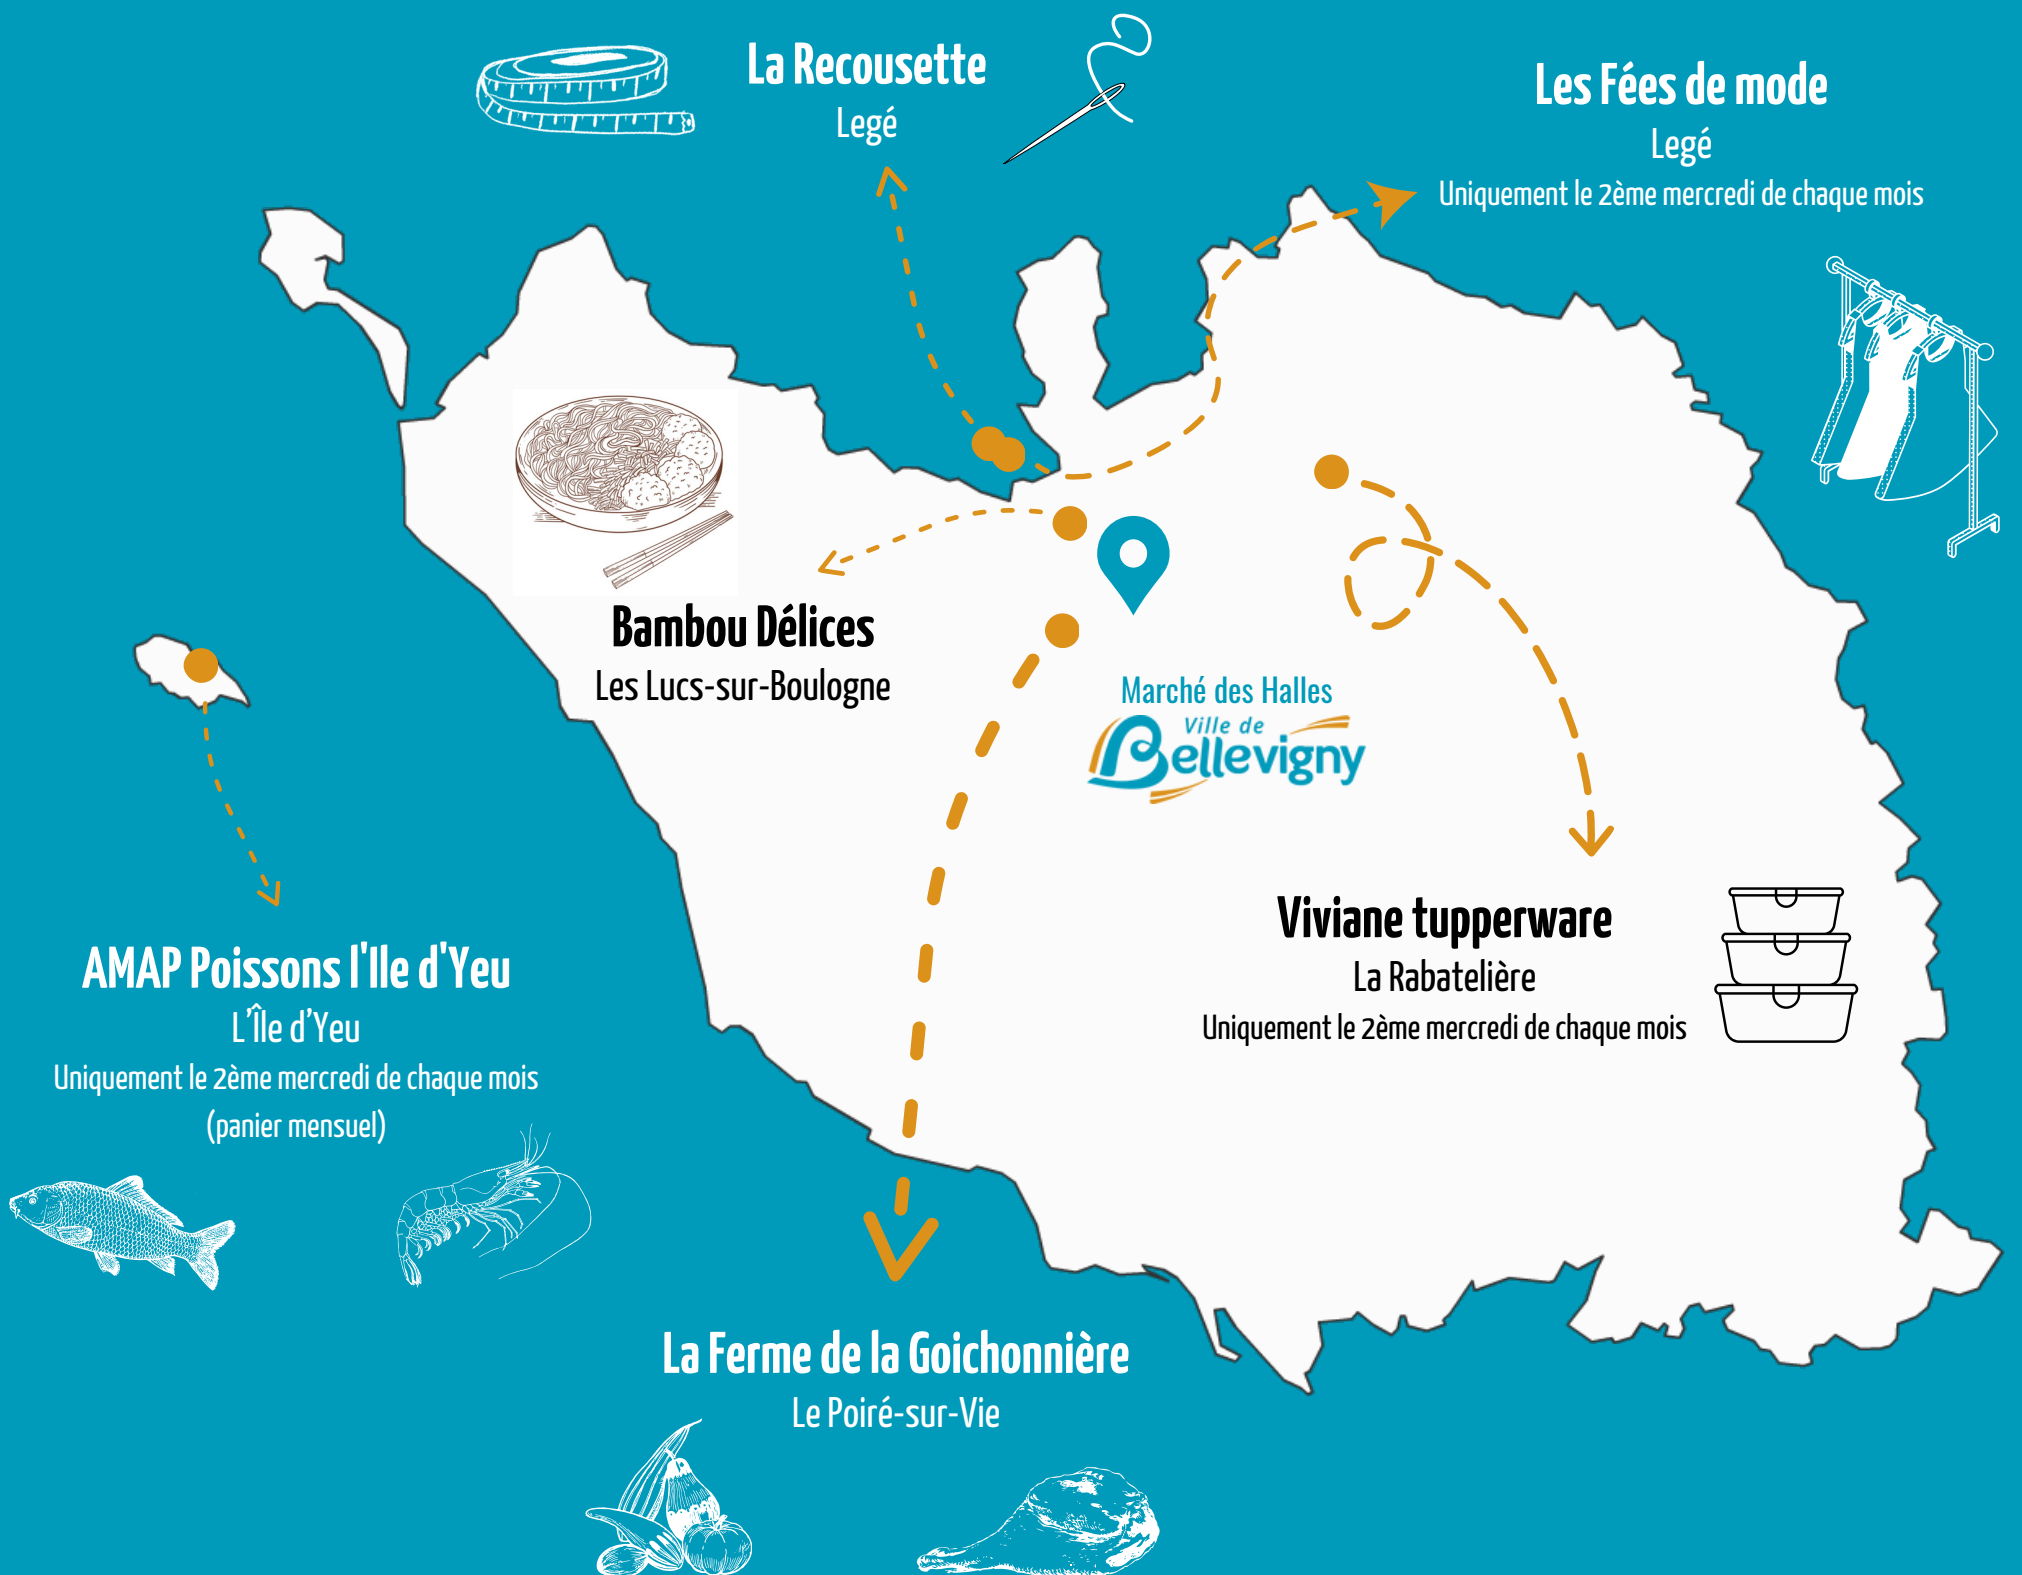 La Recousette
Legé
Les Fées de mode
Legé
Uniquement le 2ème mercredi de chaque mois
Bambou Délices
Les Lucs-sur-Boulogne
Marché des Halles
Ville de
Bellevigny
Viviane tupperware
La Rabatelière
Uniquement le 2ème mercredi de chaque mois
AMAP Poissons l'Ile d'Yeu
L’Île d’Yeu
Uniquement le 2ème mercredi de chaque mois
(panier mensuel)
La Ferme de la Goichonnière
Le Poiré-sur-Vie